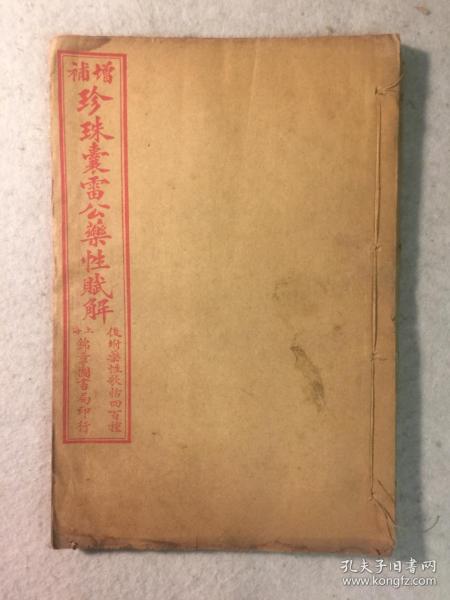 增補
珍珠囊雷公藥性賦解
後附藥性歌括四百種
上海
錦章圖書局印行
孔夫子旧书网
www.kongfz.com